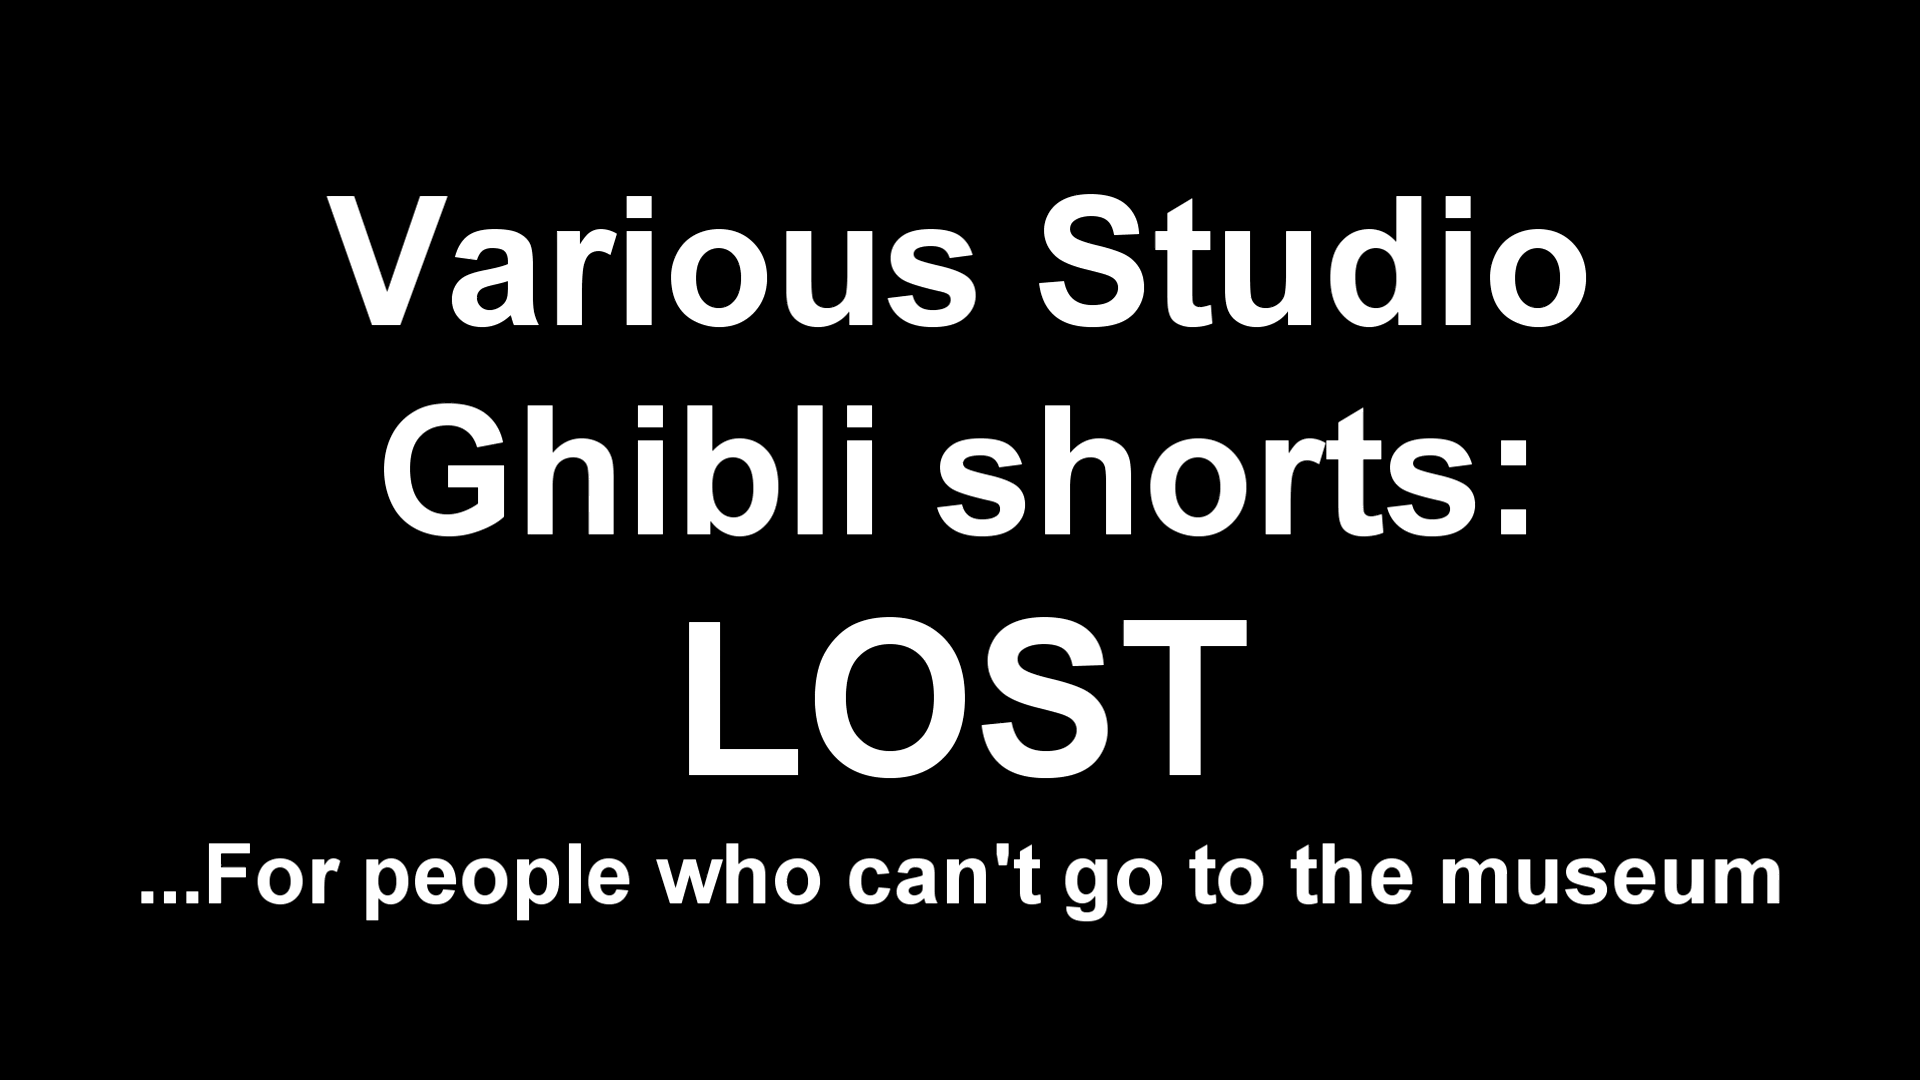 Various Studio
Ghibli shorts:
LOST
...For people who can't go to the museum